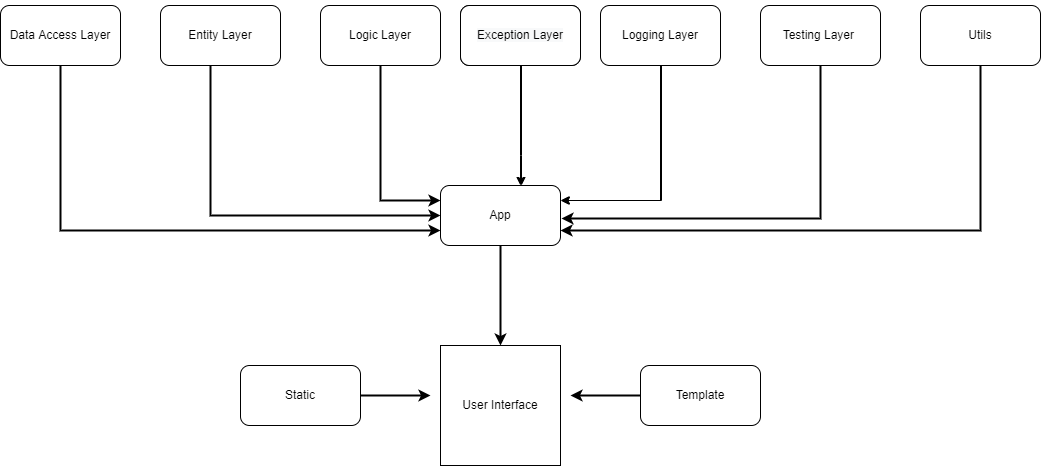 Data Access Layer
Entity Layer
Logic Layer
Exception Layer
Logging Layer
Testing Layer
Utils
App
Static
User Interface
Template